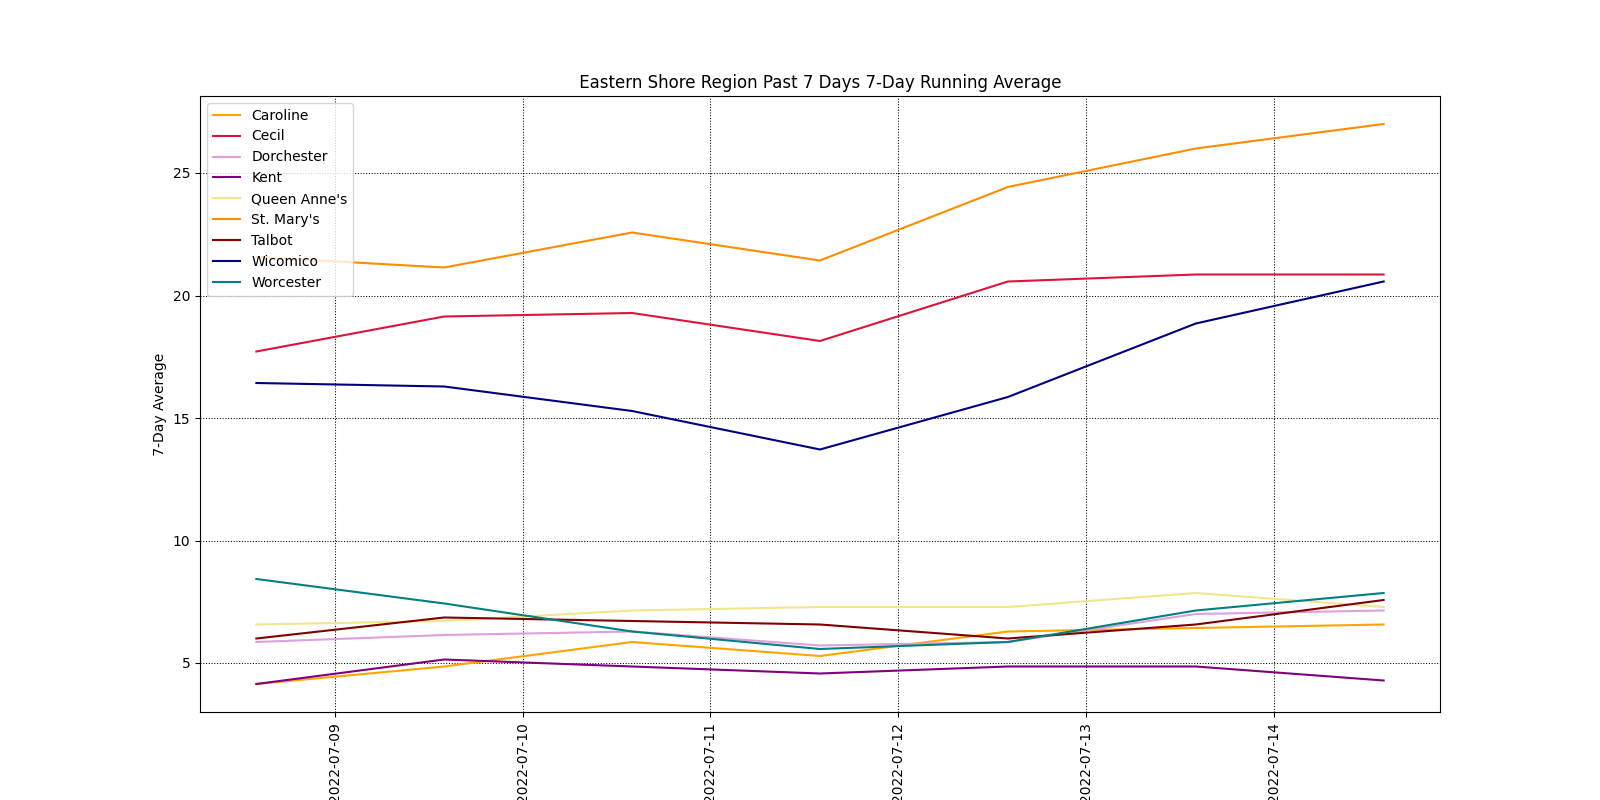 Eastern Shore Region Past 7 Days 7-Day Running Average
Caroline
Cecil
Dorchester
Kent
Queen Anne's
St. Mary's
Talbot
Wicomico
Worcester
7-Day Average
25
20
15
10
5
2022-07-09
2022-07-10
2022-07-11
2022-07-12
2022-07-13
2022-07-14